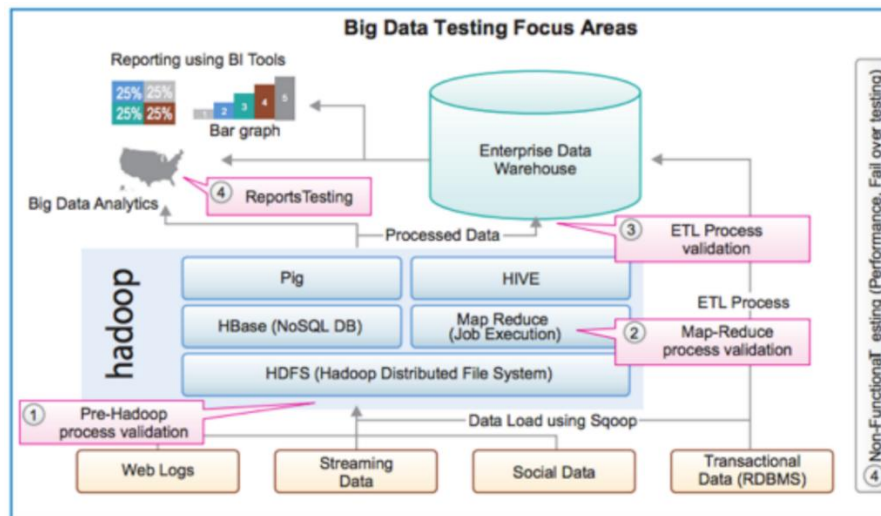 Big Data Testing Focus Areas
Reporting using BI Tools
25% 25%
25% 25%
1 2 3 4 5
Bar graph
Enterprise Data
Warehouse
4 ReportsTesting
Big Data Analytics
Processed Data
3 ETL Process
validation
hadoop
Pig
HIVE
ETL Process
HBase (NoSQL DB)
Map Reduce
(Job Execution)
2 Map-Reduce
process validation
HDFS (Hadoop Distributed File System)
1 Pre-Hadoop
process validation
Data Load using Sqoop
Web Logs
Streaming
Data
Social Data
Transactional
Data (RDBMS)
4 Non-FunctionaT esting (Performance, Fail over testing)